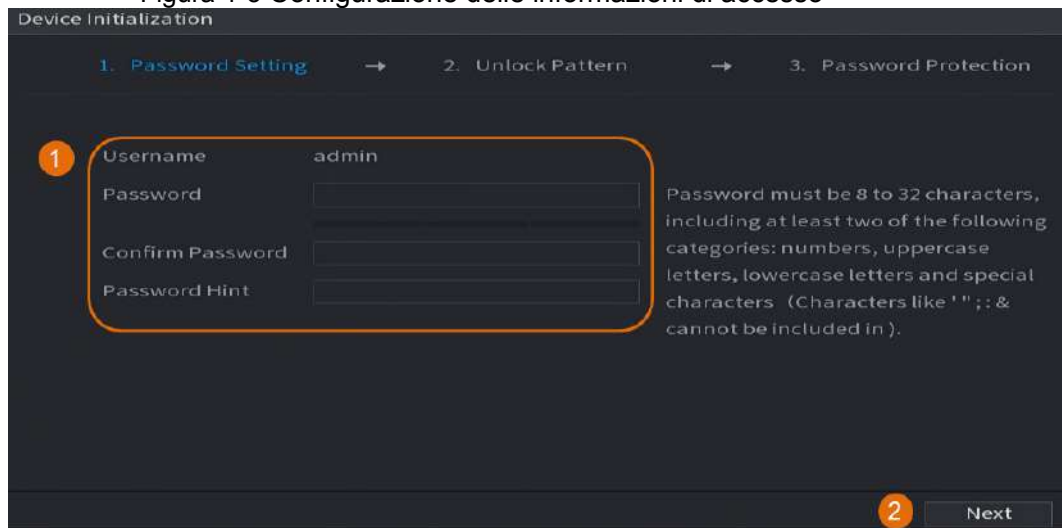 Figura 1-6 Configurazione delle informazioni di accesso
Device Initialization
1. Password Setting → 2. Unlock Pattern → 3. Password Protection
1
Username admin
Password
Confirm Password
Password Hint
Password must be 8 to 32 characters,
including at least two of the following
categories: numbers, uppercase
letters, lowercase letters and special
characters (Characters like ' " ; : &
cannot be included in ).
2 Next